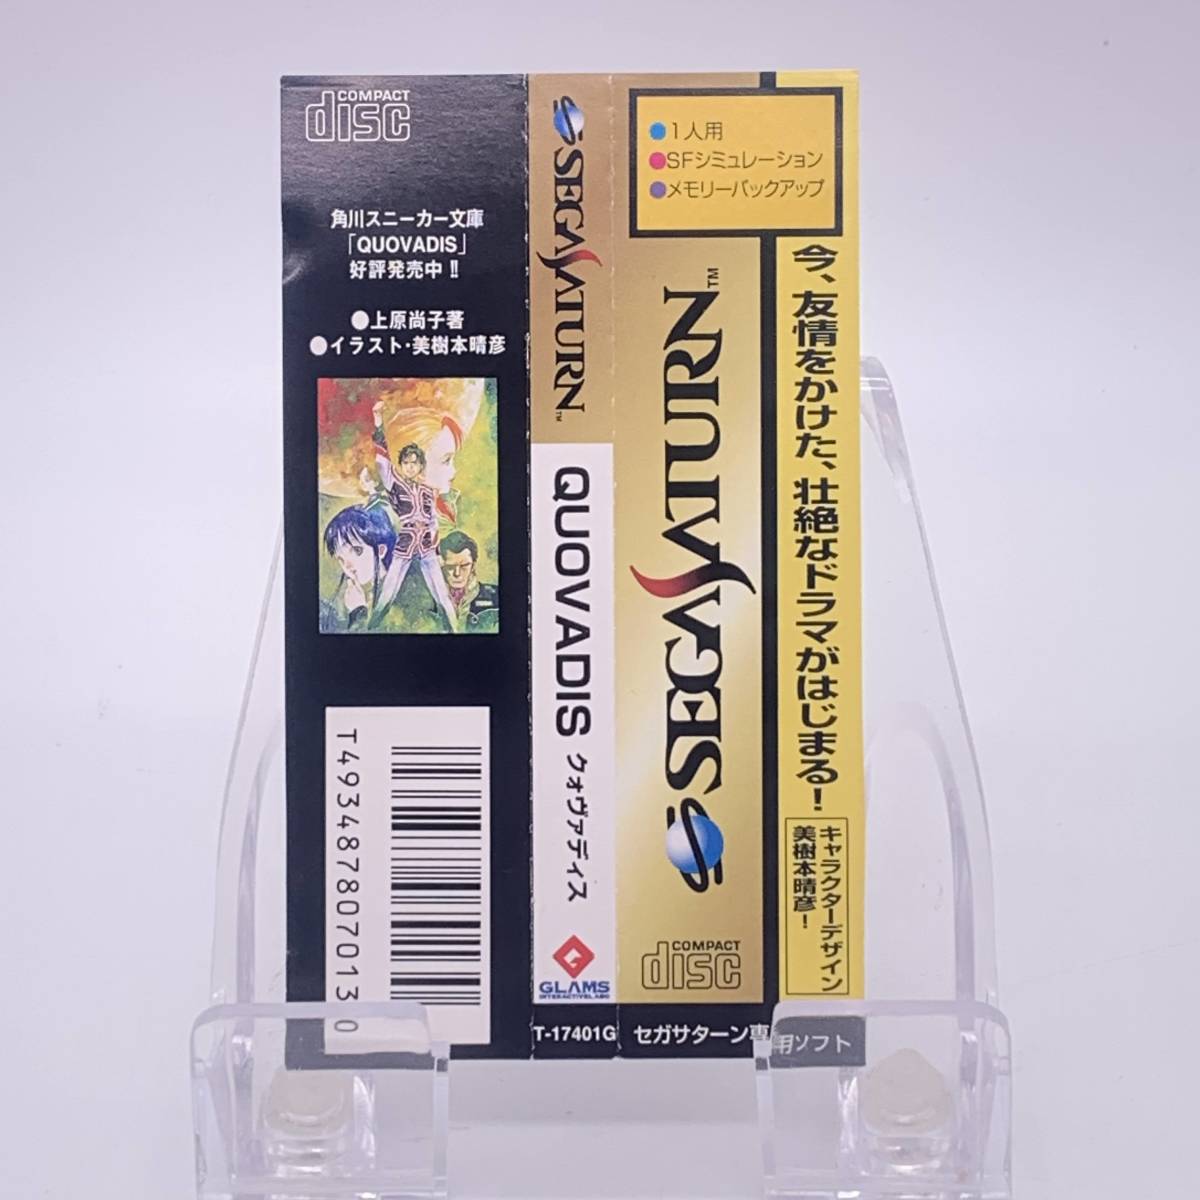 COMPACT
disc
角川スニーカー文庫
「QUOVADIS」
好評発売中!!
●上原尚子著
●イラスト・美樹本晴彦
T4934878070130
SEGA SATURN™
QUOVADIS クォヴァディス
GLAMS
INTERACTIVE LABO
T-17401G
●1人用
●SFシミュレーション
●メモリーバックアップ
SEGA SATURN™
COMPACT
disc
セガサターン専用ソフト
今、友情をかけた、壮絶なドラマがはじまる!
キャラクターデザイン
美樹本晴彦!